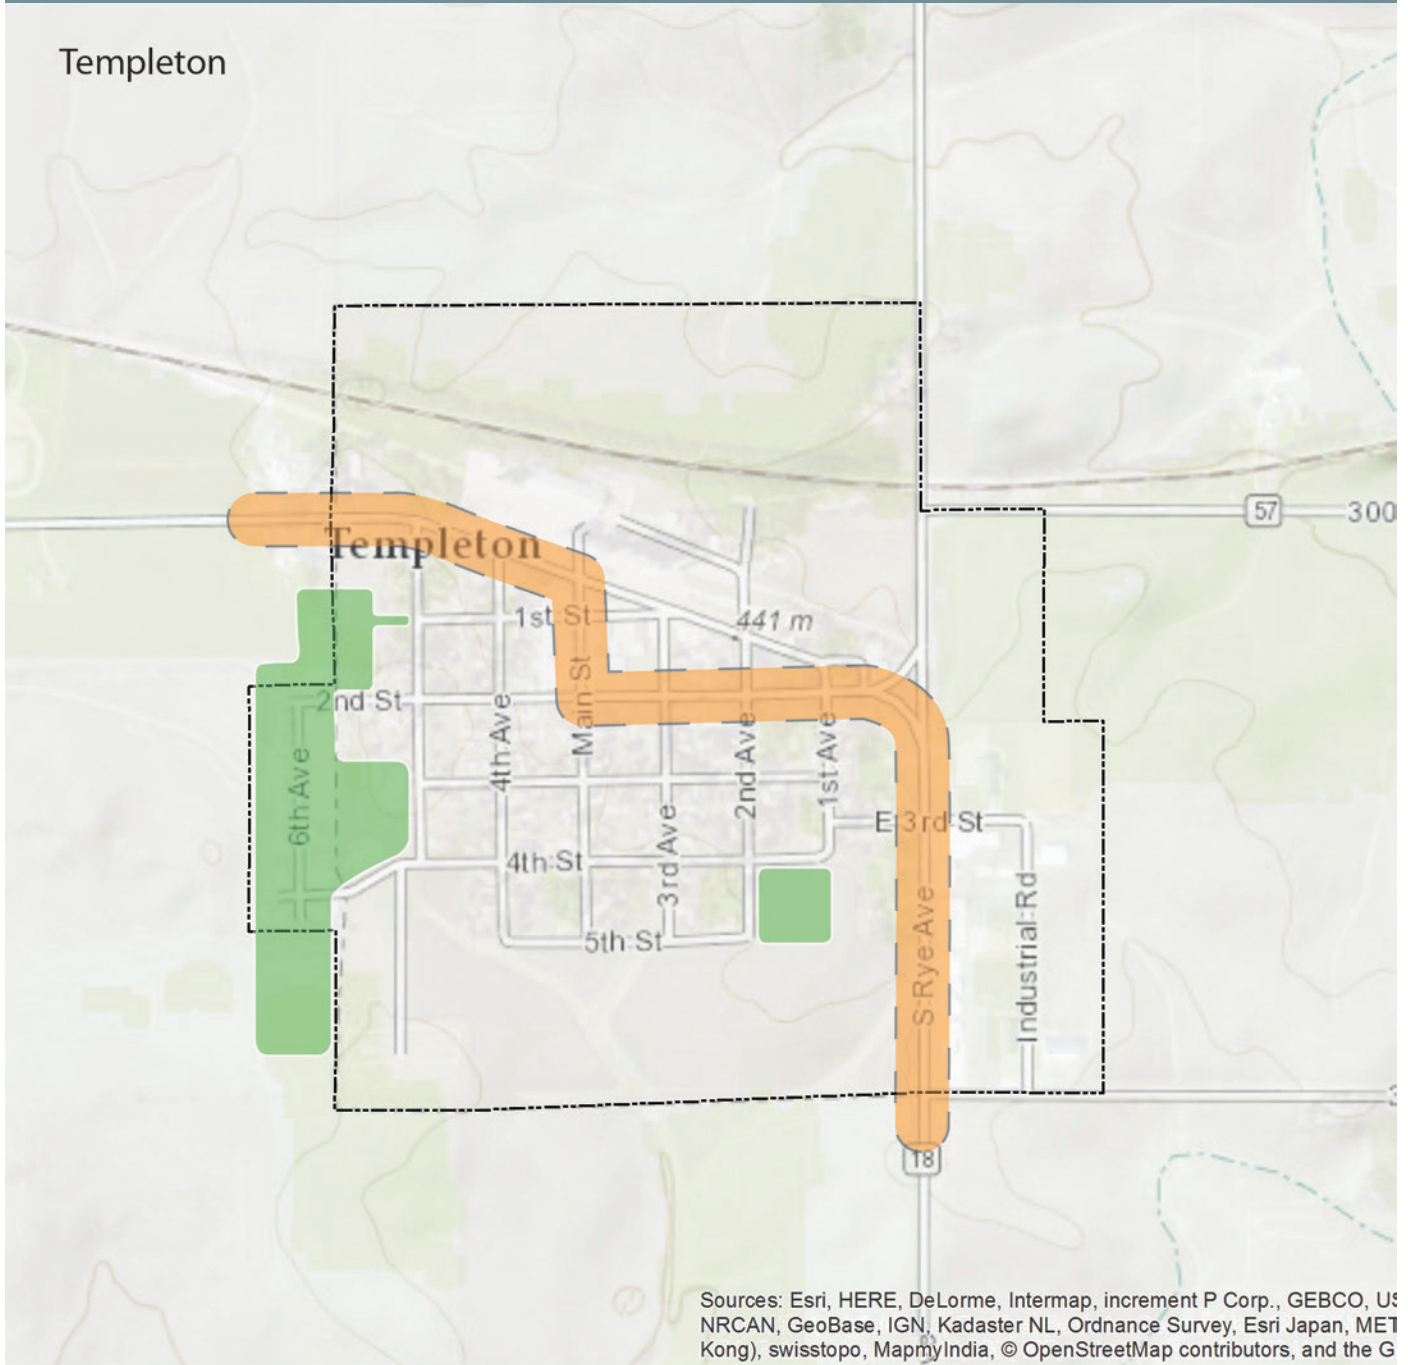 Templeton
57
300
Templeton
1st St
441 m
Main St
2nd St
4th Ave
2nd Ave
1st Ave
6th Ave
3rd Ave
E 3rd St
4th St
S Rye Ave
Industrial Rd
5th St
3
18
Sources: Esri, HERE, DeLorme, Intermap, increment P Corp., GEBCO, US
NRCAN, GeoBase, IGN, Kadaster NL, Ordnance Survey, Esri Japan, MET
Kong), swisstopo, MapmyIndia, © OpenStreetMap contributors, and the G